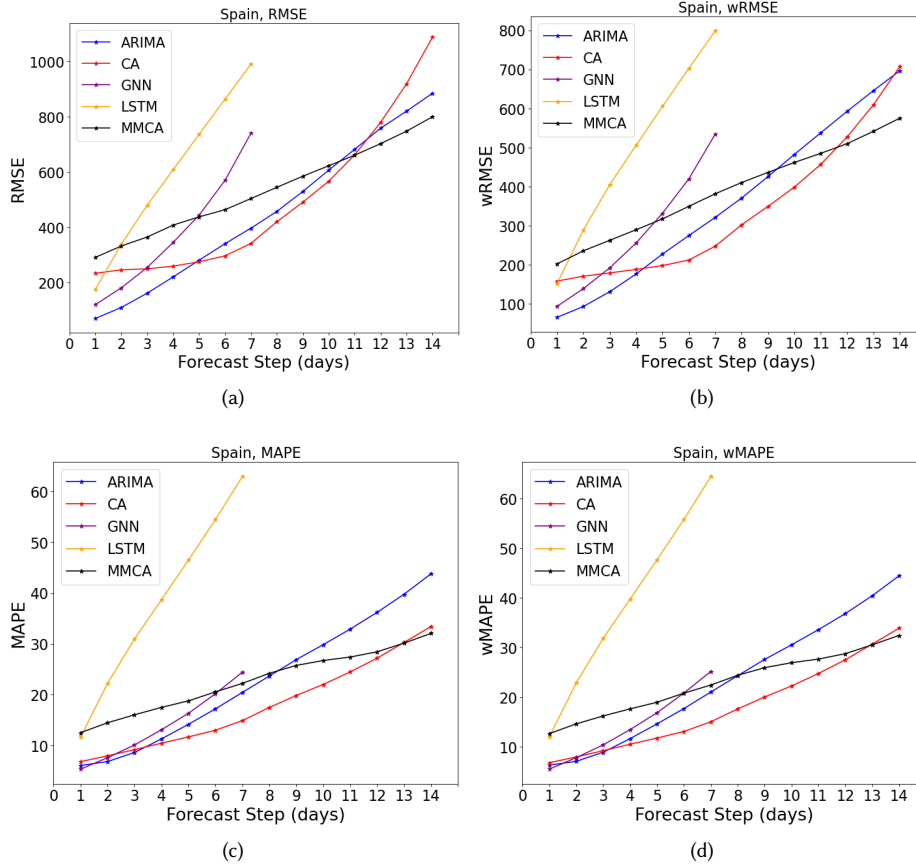 Spain, RMSE
RMSE
1000
800
600
400
200
ARIMA
CA
GNN
LSTM
MMCA
0 1 2 3 4 5 6 7 8 9 10 11 12 13 14
Forecast Step (days)
(a)
Spain, wRMSE
wRMSE
800
700
600
500
400
300
200
100
ARIMA
CA
GNN
LSTM
MMCA
0 1 2 3 4 5 6 7 8 9 10 11 12 13 14
Forecast Step (days)
(b)
Spain, MAPE
MAPE
60
50
40
30
20
10
ARIMA
CA
GNN
LSTM
MMCA
0 1 2 3 4 5 6 7 8 9 10 11 12 13 14
Forecast Step (days)
(c)
Spain, wMAPE
wMAPE
60
50
40
30
20
10
ARIMA
CA
GNN
LSTM
MMCA
0 1 2 3 4 5 6 7 8 9 10 11 12 13 14
Forecast Step (days)
(d)